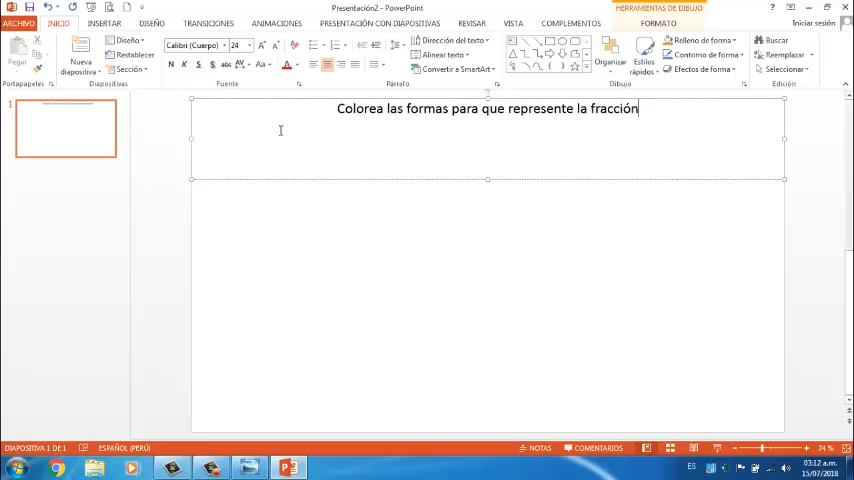 Presentación2 - PowerPoint
HERRAMIENTAS DE DIBUJO
ARCHIVO INICIO INSERTAR DISEÑO TRANSICIONES ANIMACIONES PRESENTACIÓN CON DIAPOSITIVAS REVISAR VISTA COMPLEMENTOS FORMATO Iniciar sesión
Pegar
Nueva
diapositiva
Diseño
Restablecer
Sección
Calibri (Cuerpo) 24
N K S S abc AV Aa A
Dirección del texto
Alinear texto
Convertir a SmartArt
Organizar
Estilos
rápidos
Relleno de forma
Contorno de forma
Efectos de forma
Buscar
Reemplazar
Seleccionar
Portapapeles Diapositivas Fuente Párrafo Dibujo Edición
1
Colorea las formas para que represente la fracción
DIAPOSITIVA 1 DE 1 ESPAÑOL (PERÚ) NOTAS COMENTARIOS 74 %
ES
03:12 a.m.
15/07/2018